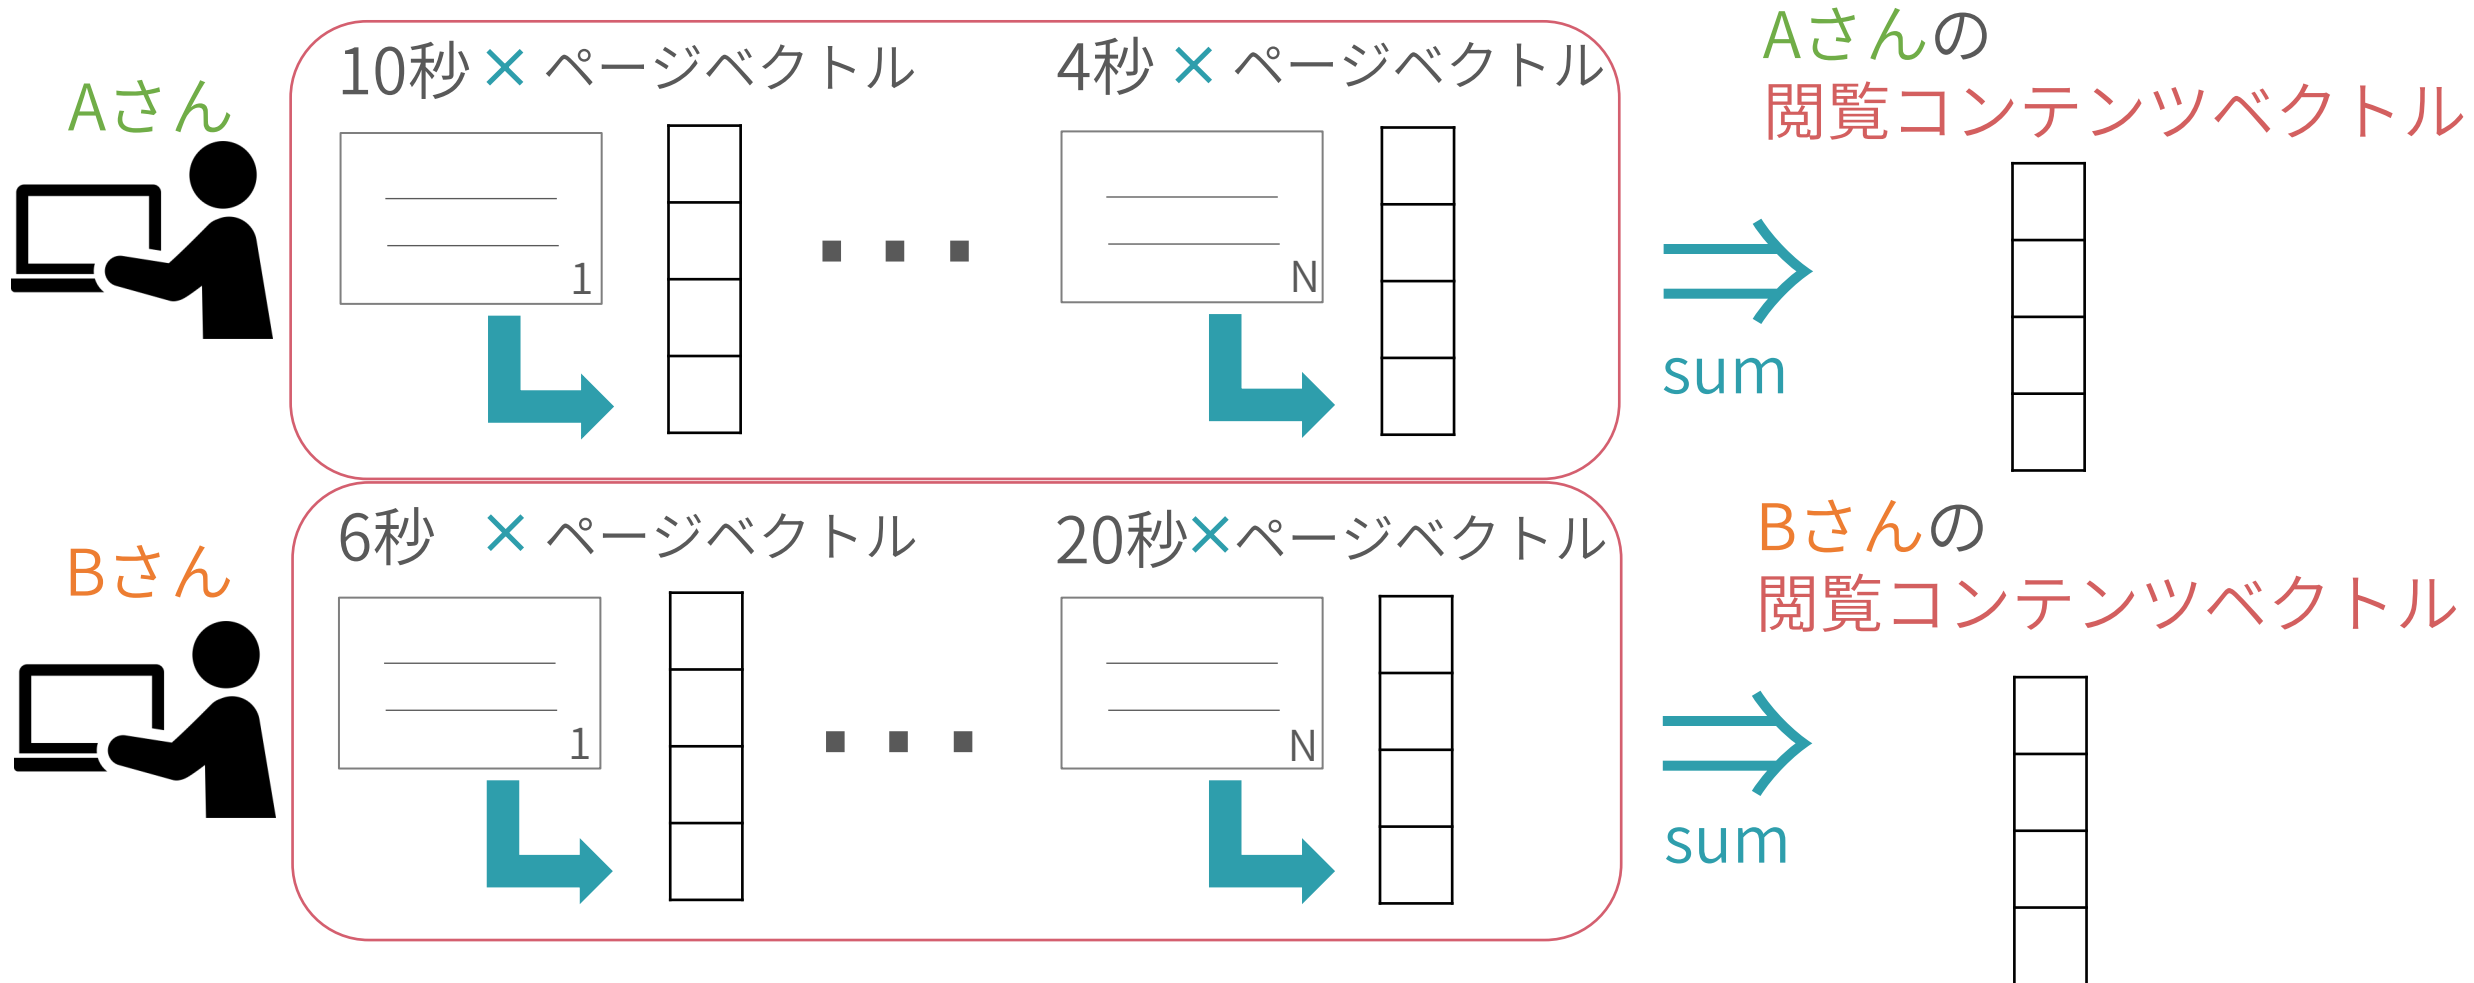 Aさん
10秒 × ページベクトル
1
4秒 × ページベクトル
N
sum
Aさんの
閲覧コンテンツベクトル
Bさん
6秒 × ページベクトル
1
20秒×ページベクトル
N
sum
Bさんの
閲覧コンテンツベクトル